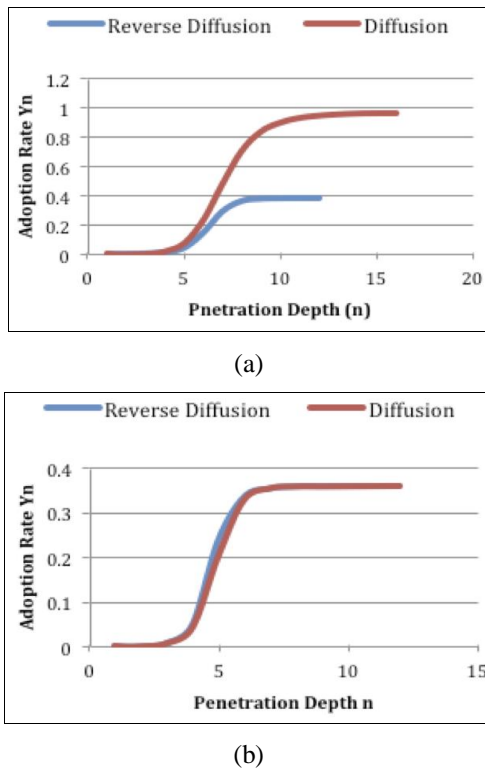 Reverse Diffusion Diffusion
1.2
1
0.8
0.6
0.4
0.2
0
Adoption Rate Yn
0 5 10 15 20
Pnetration Depth (n)
(a)
Reverse Diffusion Diffusion
0.4
0.3
0.2
0.1
0
Adoption Rate Yn
0 5 10 15
Penetration Depth n
(b)